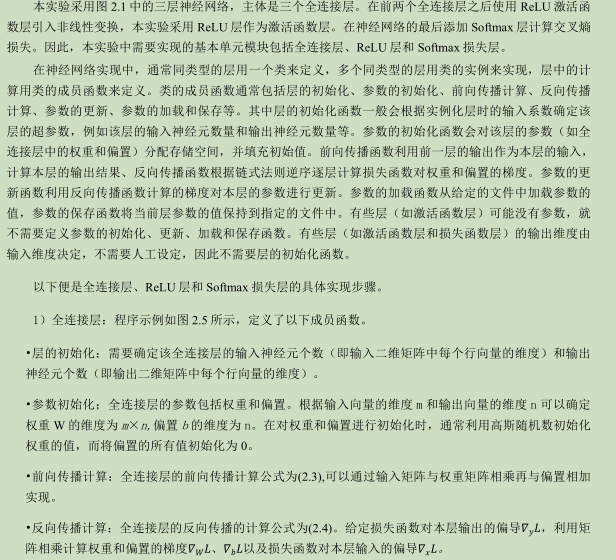 本实验采用图 2.1 中的三层神经网络，主体是三个全连接层。在前两个全连接层之后使用 ReLU 激活函
数层引入非线性变换，本实验采用 ReLU 层作为激活函数层。在神经网络的最后添加 Softmax 层计算交叉熵
损失。因此，本实验中需要实现的基本单元模块包括全连接层、ReLU 层和 Softmax 损失层。
在神经网络实现中，通常同类型的层用一个类来定义，多个同类型的层用类的实例来实现，层中的计
算用类的成员函数来定义。类的成员函数通常包括层的初始化、参数的初始化、前向传播计算、反向传播
计算、参数的更新、参数的加载和保存等。其中层的初始化函数一般会根据实例化层时的输入系数确定该
层的超参数，例如该层的输入神经元数量和输出神经元数量等。参数的初始化函数会对该层的参数（如全
连接层中的权重和偏置）分配存储空间，并填充初始值。前向传播函数利用前一层的输出作为本层的输入，
计算本层的输出结果、反向传播函数根据链式法则逆序逐层计算损失函数对权重和偏置的梯度。参数的更
新函数利用反向传播函数计算的梯度对本层的参数进行更新。参数的加载函数从给定的文件中加载参数的
值，参数的保存函数将当前层参数的值保持到指定的文件中。有些层（如激活函数层）可能没有参数，就
不需要定义参数的初始化、更新、加载和保存函数。有些层（如激活函数层和损失函数层）的输出维度由
输入维度决定，不需要人工设定，因此不需要层的初始化函数。
以下便是全连接层、ReLU 层和 Softmax 损失层的具体实现步骤。
1）全连接层：程序示例如图 2.5 所示，定义了以下成员函数。
•层的初始化：需要确定该全连接层的输入神经元个数（即输入二维矩阵中每个行向量的维度）和输出
神经元个数（即输出二维矩阵中每个行向量的维度）。
•参数初始化：全连接层的参数包括权重和偏置。根据输入向量的维度 m 和输出向量的维度 n 可以确定
权重 W 的维度为 m×n,偏置 b 的维度为 n。在对权重和偏置进行初始化时，通常利用高斯随机数初始化
权重的值，而将偏置的所有值初始化为 0。
•前向传播计算：全连接层的前向传播计算公式为(2.3),可以通过输入矩阵与权重矩阵相乘再与偏置相加
实现。
•反向传播计算：全连接层的反向传播的计算公式为(2.4)。给定损失函数对本层输出的偏导∇yL，利用矩
阵相乘计算权重和偏置的梯度∇WL、∇bL以及损失函数对本层输入的偏导∇xL。